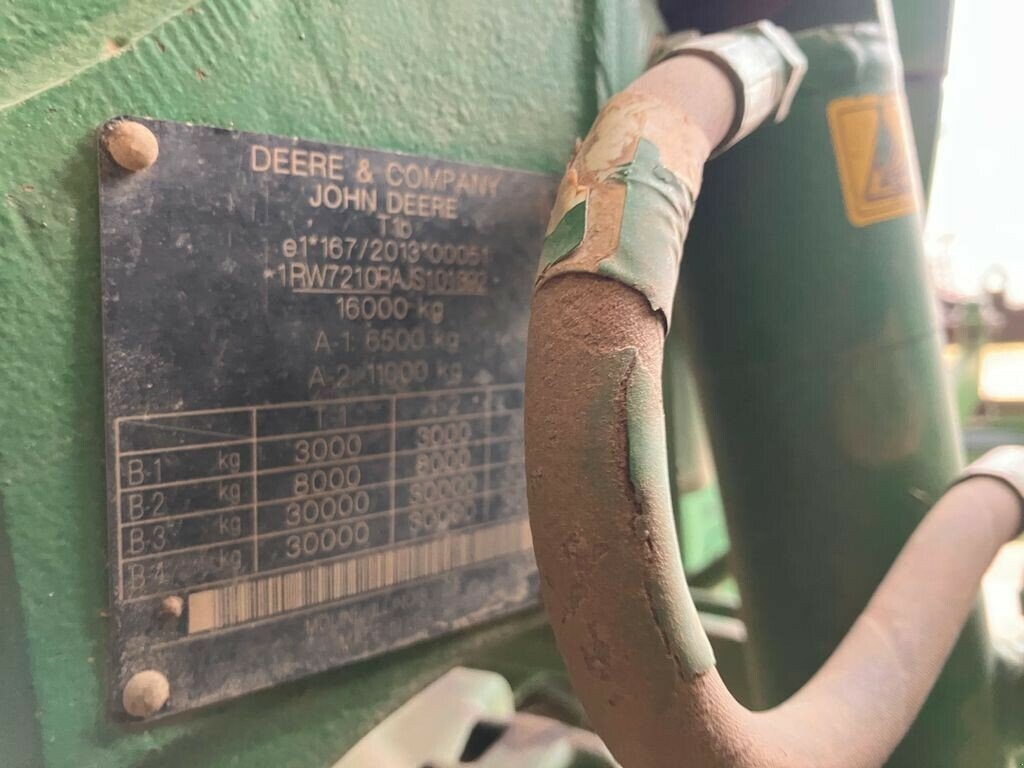 DEERE & COMPANY
JOHN DEERE
T1b
e1*167/2013*00051
16000 kg
A-1: 6500 kg
A-2: 11000 kg
T-1
B-1 kg 3000 3000
B-2 kg 8000 8000
B-3 kg 30000 30000
B-4 kg 30000 30000